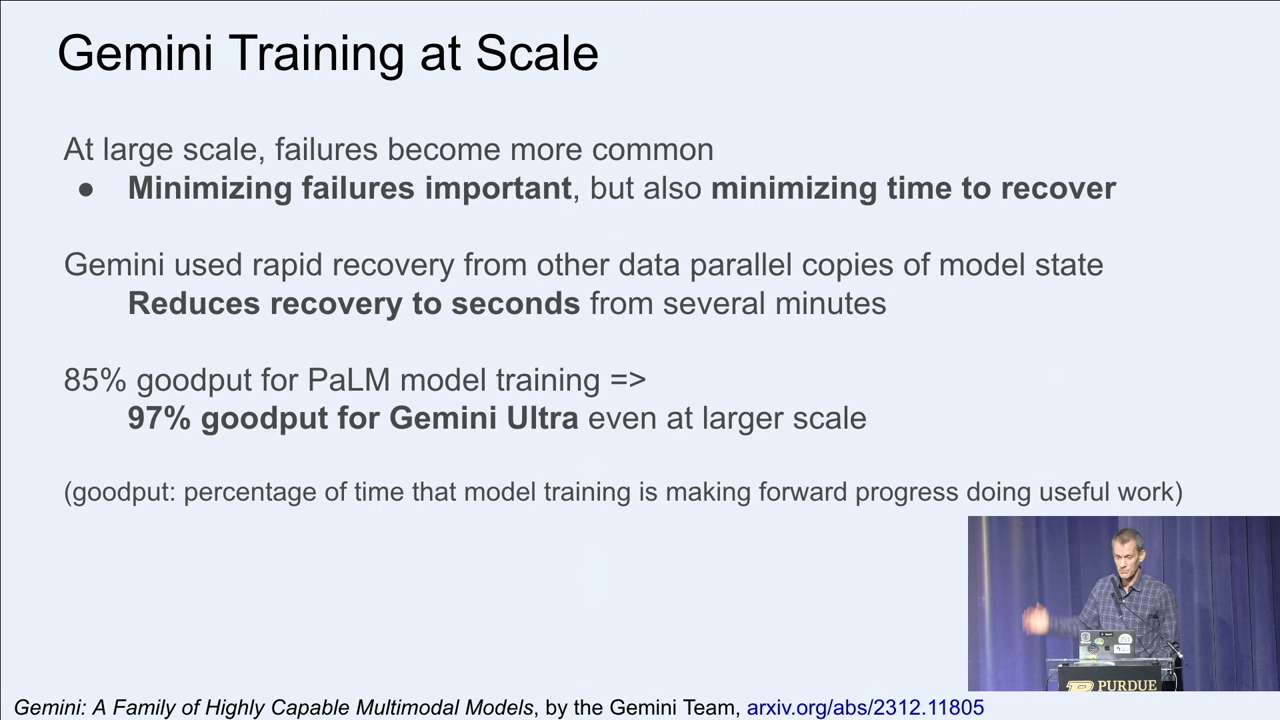 Gemini Training at Scale
At large scale, failures become more common
● Minimizing failures important, but also minimizing time to recover
Gemini used rapid recovery from other data parallel copies of model state
Reduces recovery to seconds from several minutes
85% goodput for PaLM model training =>
97% goodput for Gemini Ultra even at larger scale
(goodput: percentage of time that model training is making forward progress doing useful work)
PURDUE
Gemini: A Family of Highly Capable Multimodal Models, by the Gemini Team, arxiv.org/abs/2312.11805